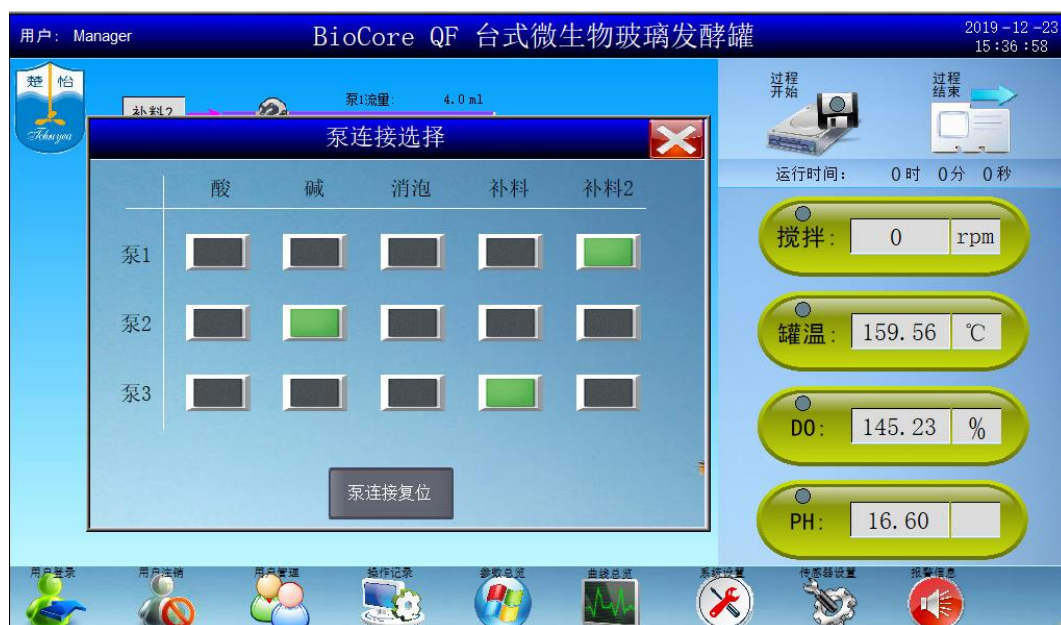 用户: Manager
BioCore QF 台式微生物玻璃发酵罐
2019-12-23
15:36:58
楚 怡
补料2
泵1流量: 4.0 ml
过程
开始
过程
结束
泵连接选择
运行时间: 0时 0分 0秒
酸 碱 消泡 补料 补料2
泵1
泵2
泵3
泵连接复位
搅拌: 0 rpm
罐温: 159.56 ℃
DO: 145.23 %
PH: 16.60
用户登录 用户注销 用户管理 操作记录 参数总览 曲线总览 系统设置 传感器设置 报警信息